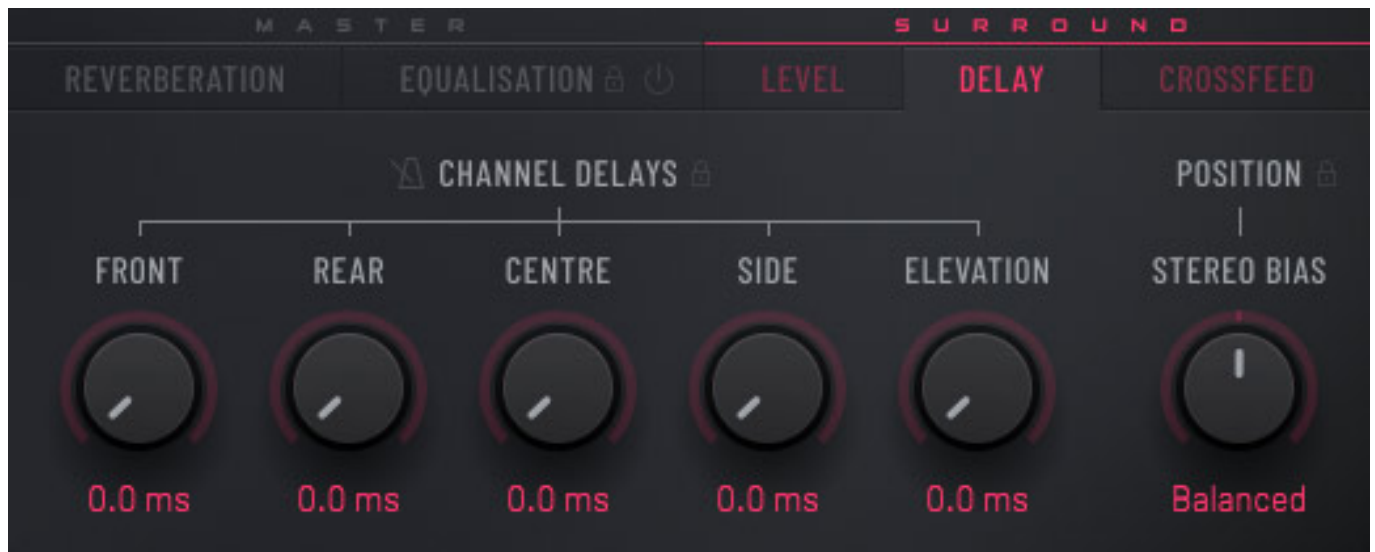 MASTER SURROUND
REVERBERATION EQUALISATION LEVEL DELAY CROSSFEED
CHANNEL DELAYS POSITION
FRONT REAR CENTRE SIDE ELEVATION STEREO BIAS
0.0 ms 0.0 ms 0.0 ms 0.0 ms 0.0 ms Balanced